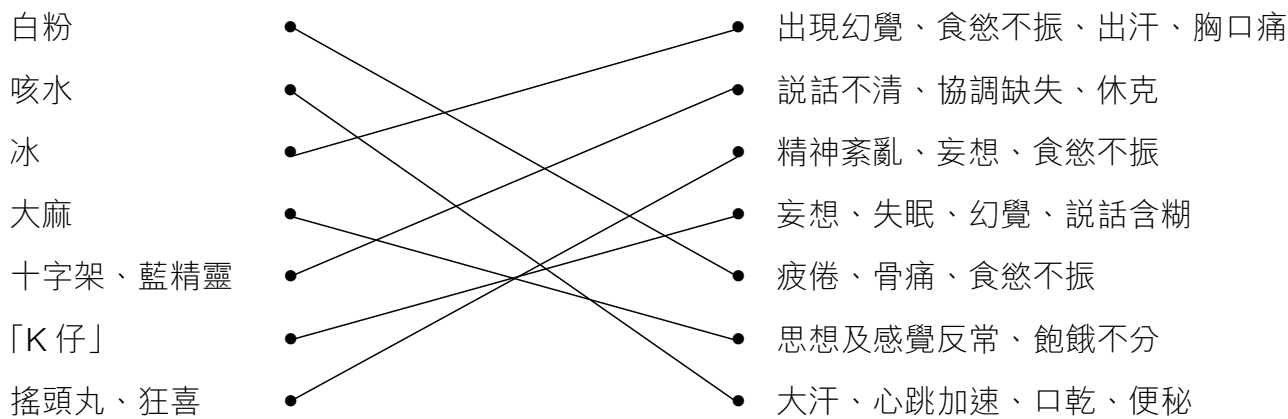 白粉 出現幻覺、食慾不振、出汗、胸口痛
咳水 説話不清、協調缺失、休克
冰 精神紊亂、妄想、食慾不振
大麻 妄想、失眠、幻覺、説話含糊
十字架、藍精靈 疲倦、骨痛、食慾不振
「K 仔」 思想及感覺反常、飽餓不分
搖頭丸、狂喜 大汗、心跳加速、口乾、便秘